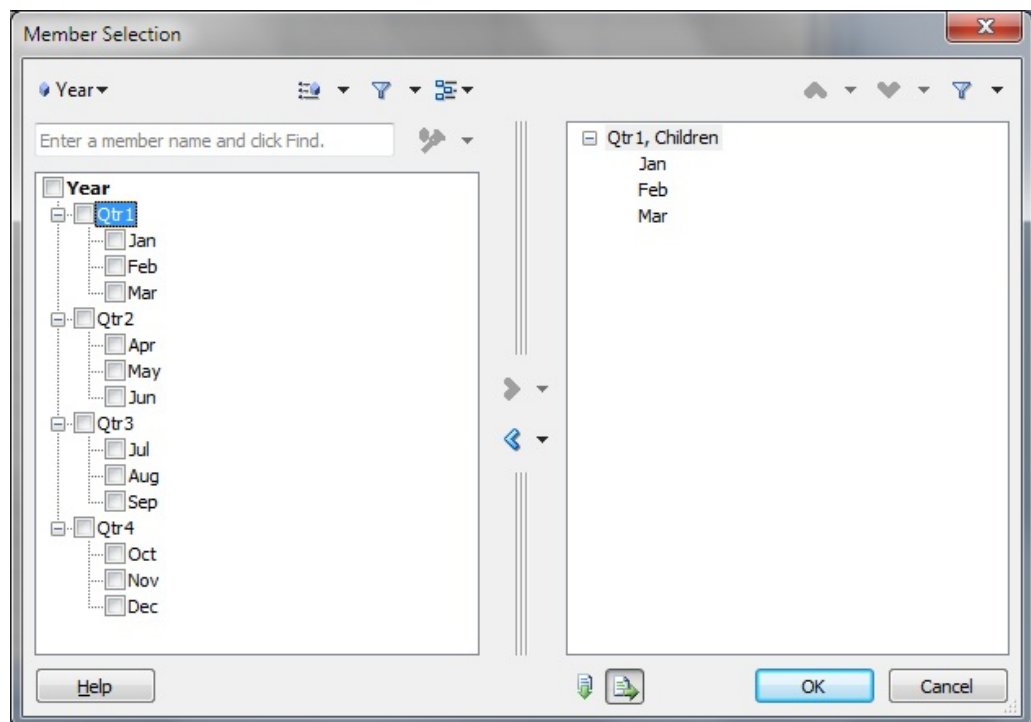 Member Selection
Year
Enter a member name and click Find.
Year
Qtr1
Jan
Feb
Mar
Qtr2
Apr
May
Jun
Qtr3
Jul
Aug
Sep
Qtr4
Oct
Nov
Dec
Qtr1, Children
Jan
Feb
Mar
Help
OK
Cancel